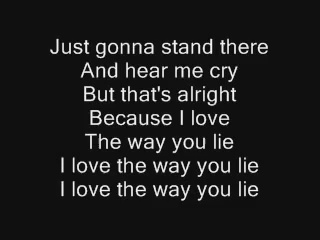 Just gonna stand there
And hear me cry
But that's alright
Because I love
The way you lie
I love the way you lie
I love the way you lie